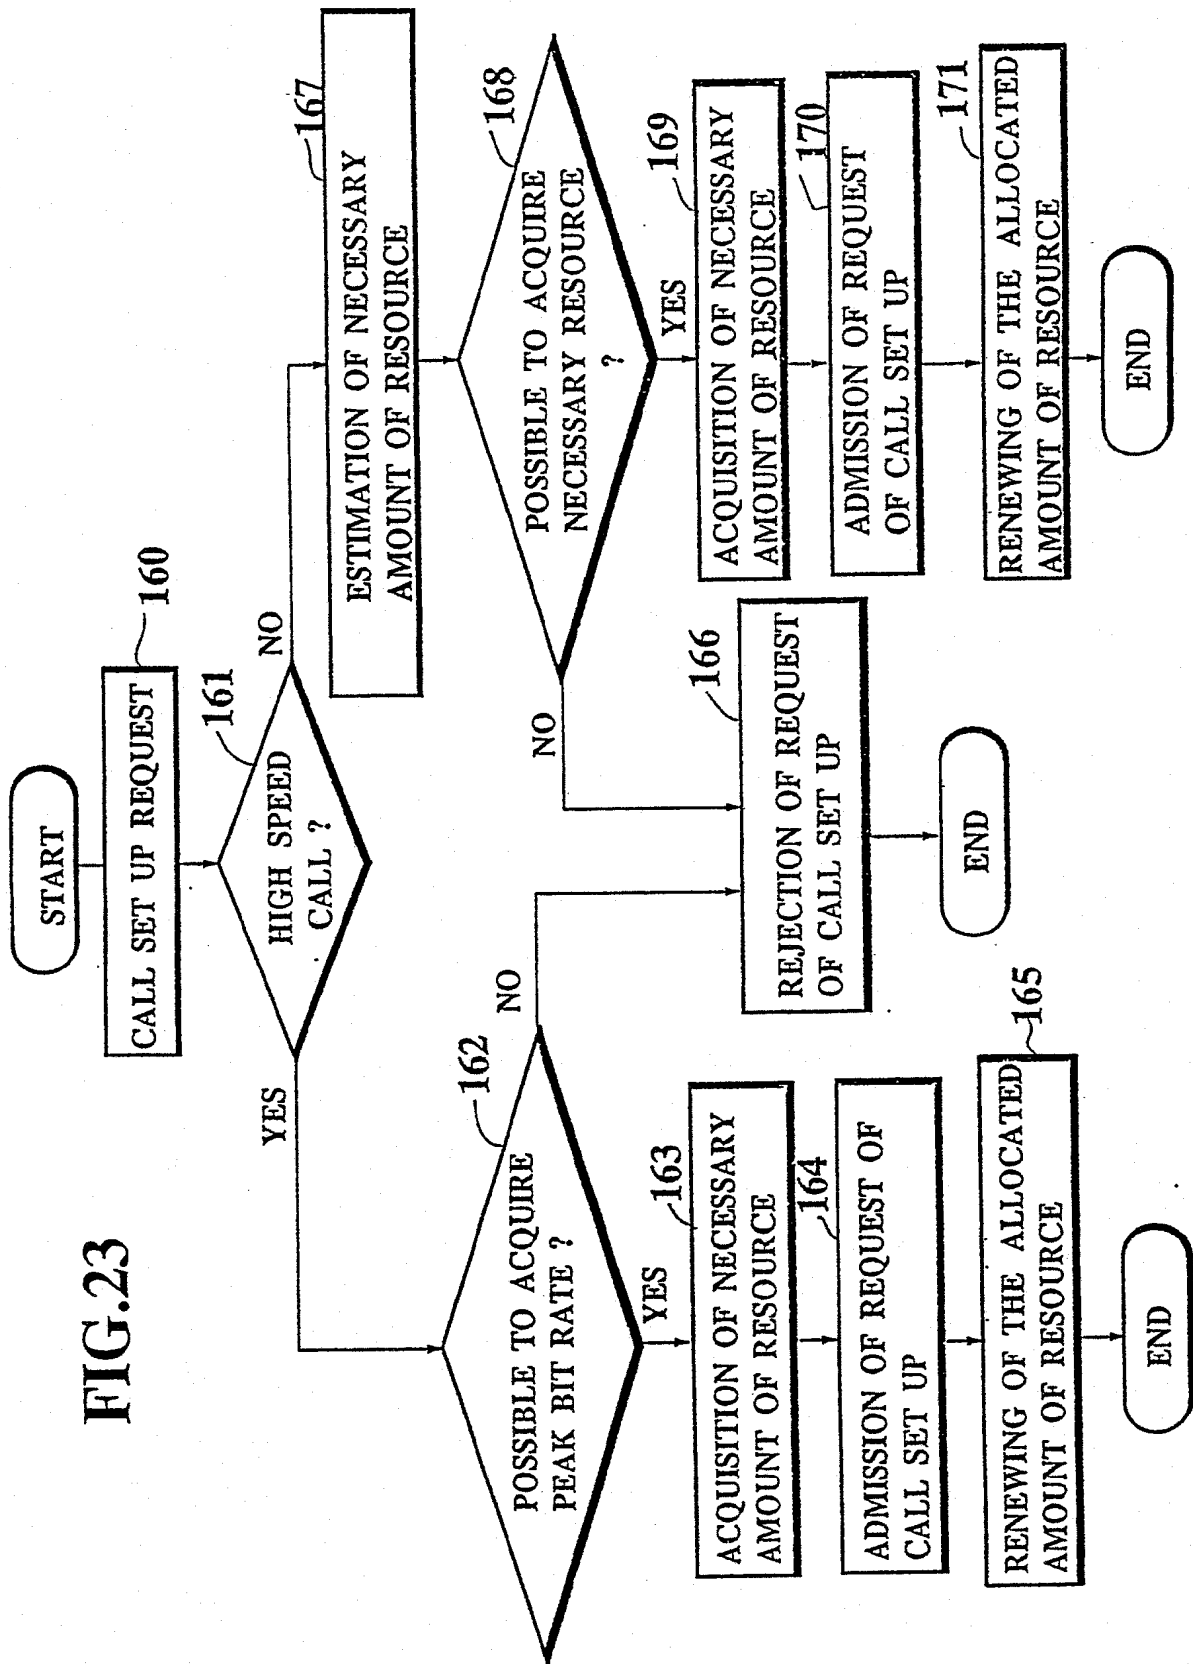 FIG.23
START
160
CALL SET UP REQUEST
161
HIGH SPEED
CALL ?
YES
NO
162
POSSIBLE TO ACQUIRE
PEAK BIT RATE ?
NO
YES
163
ACQUISITION OF NECESSARY
AMOUNT OF RESOURCE
164
ADMISSION OF REQUEST OF
CALL SET UP
165
RENEWING OF THE ALLOCATED
AMOUNT OF RESOURCE
END
166
REJECTION OF REQUEST
OF CALL SET UP
END
167
ESTIMATION OF NECESSARY
AMOUNT OF RESOURCE
168
POSSIBLE TO ACQUIRE
NECESSARY RESOURCE
?
NO
YES
169
ACQUISITION OF NECESSARY
AMOUNT OF RESOURCE
170
ADMISSION OF REQUEST
OF CALL SET UP
171
RENEWING OF THE ALLOCATED
AMOUNT OF RESOURCE
END